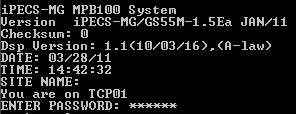 iPECS-MG MPB100 System
Version  iPECS-MG/GS55M-1.5Ea JAN/11
Checksum: 0
Dsp Version: 1.1(10/03/16),(A-law)
DATE: 03/28/11
TIME: 14:42:32
SITE NAME:
You are on TCP01
ENTER PASSWORD: ******